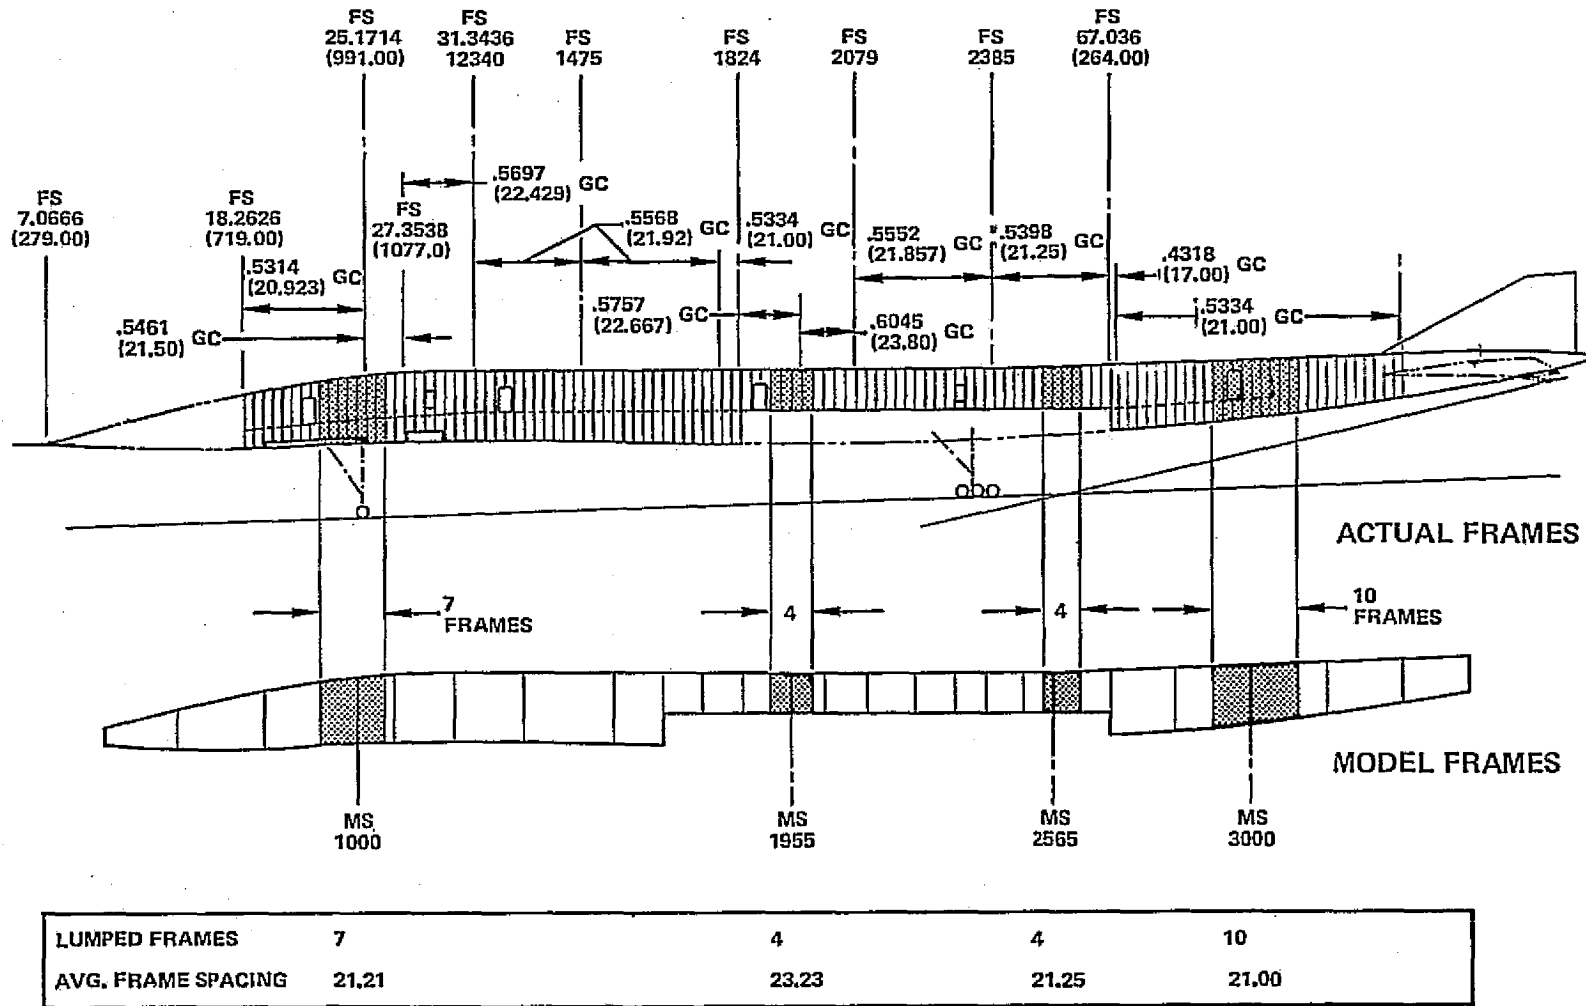 FS
25.1714
(991.00)
FS
31.3436
12340
FS
1475
FS
1824
FS
2079
FS
2385
FS
67.036
(264.00)
FS
7.0666
(279.00)
FS
18.2626
(719.00)
FS
27.3538
(1077.0)
.5697
(22.429) GC
.5568
(21.92) GC
.5334
(21.00) GC
.5552
(21.857) GC
.5398
(21.25) GC
.4318
(17.00) GC
.5334
(21.00) GC
.5314
(20.923) GC
.5461
(21.50) GC
.5757
(22.667) GC
.6045
(23.80) GC
ACTUAL FRAMES
7
FRAMES
4
4
10
FRAMES
MODEL FRAMES
MS
1000
MS
1955
MS
2565
MS
3000
LUMPED FRAMES 7 4 4 10
AVG. FRAME SPACING 21.21 23.23 21.25 21.00